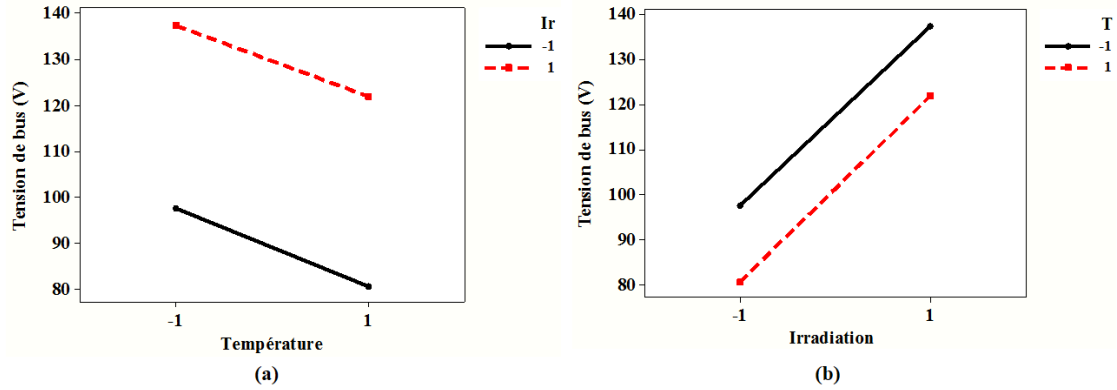 Ir
-1
1
Tension de bus (V)
140
130
120
110
100
90
80
-1 1
Température
(a)
T
-1
1
Tension de bus (V)
140
130
120
110
100
90
80
-1 1
Irradiation
(b)